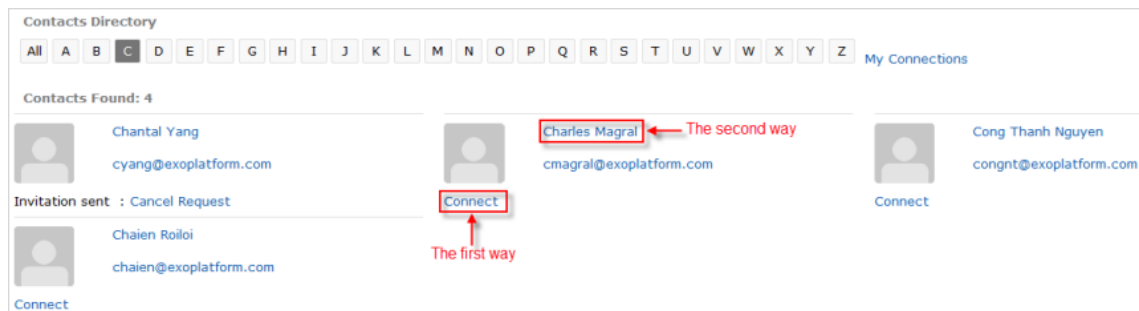 Contacts Directory
All A B C D E F G H I J K L M N O P Q R S T U V W X Y Z My Connections
Contacts Found: 4
Chantal Yang
cyang@exoplatform.com
Invitation sent : Cancel Request
Charles Magral
The second way
cmagral@exoplatform.com
Connect
The first way
Cong Thanh Nguyen
congnt@exoplatform.com
Connect
Chaien Roiloi
chaien@exoplatform.com
Connect